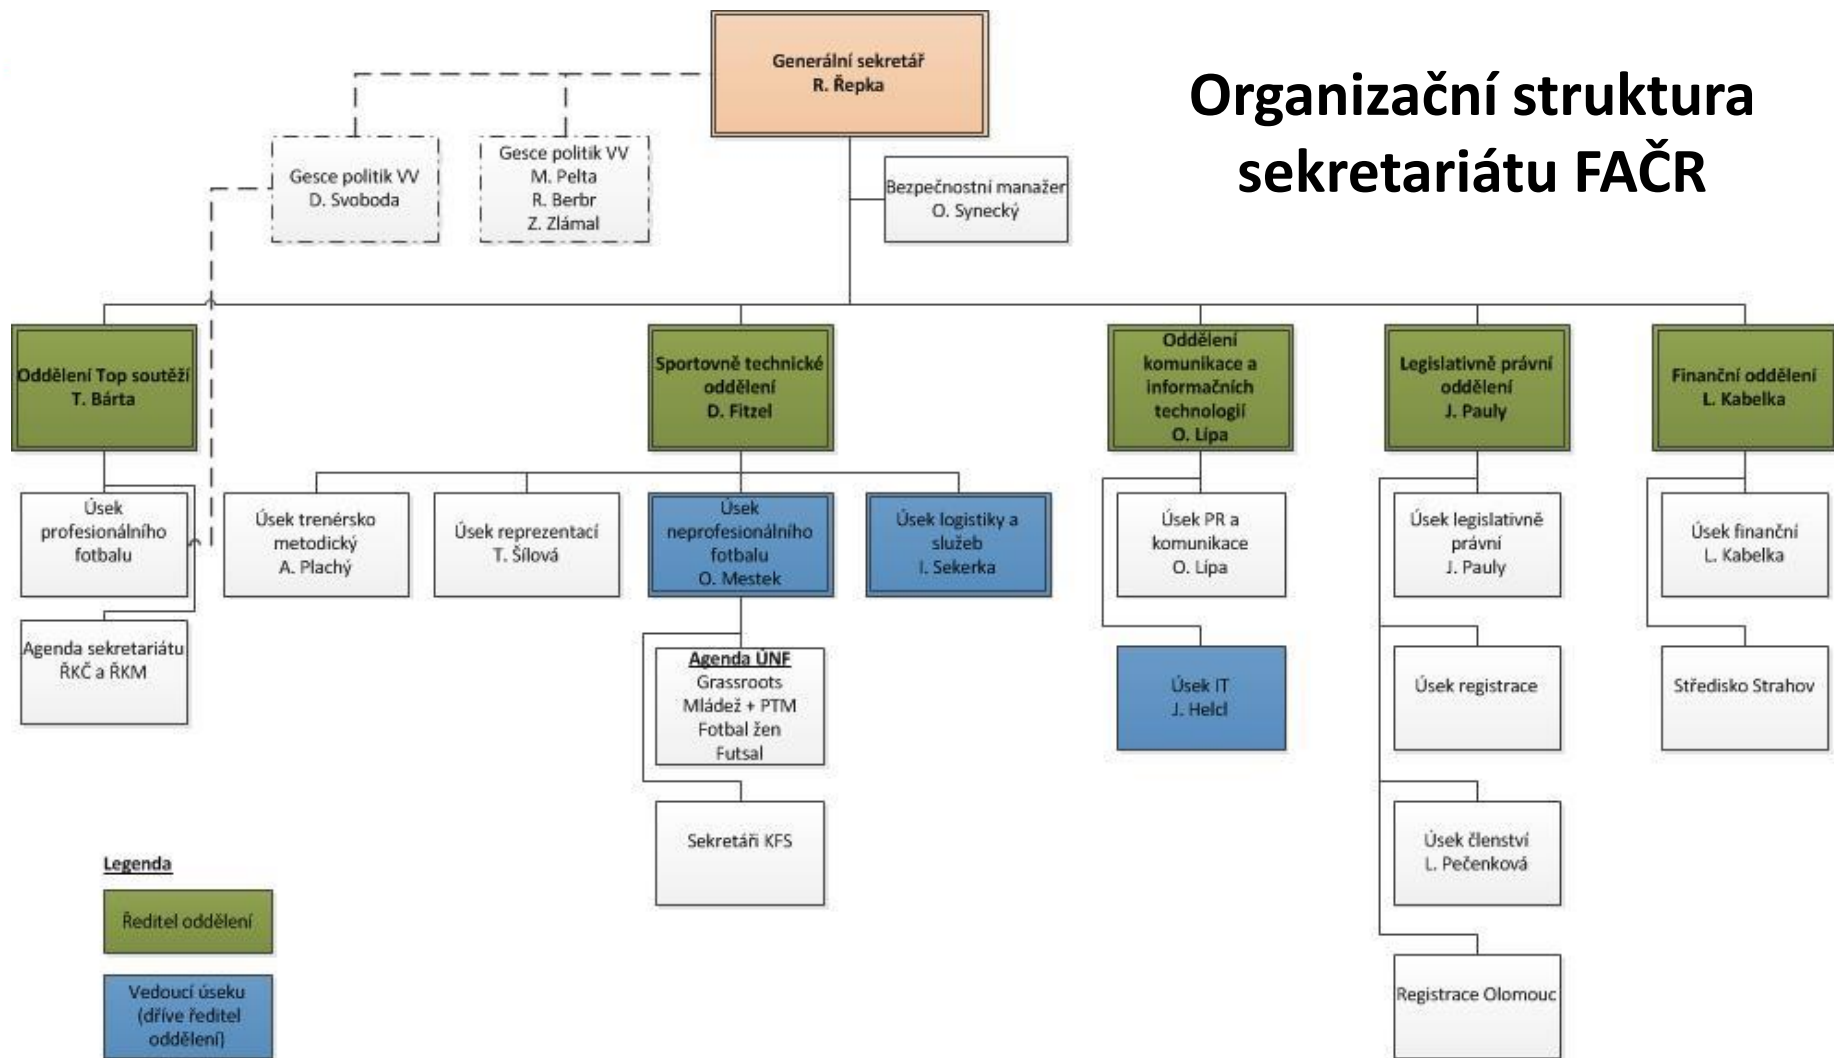 Organizační struktura
sekretariátu FAČR
Generální sekretář
R. Řepka
Gesce politik VV
D. Svoboda
Gesce politik VV
M. Pelta
R. Berbr
Z. Zlámal
Bezpečnostní manažer
O. Synecký
Oddělení Top soutěží
T. Bárta
Sportovně technické
oddělení
D. Fitzel
Oddělení
komunikace a
informačních
technologií
O. Lípa
Legislativně právní
oddělení
J. Pauly
Finanční oddělení
L. Kabelka
Úsek
profesionálního
fotbalu
Úsek trenérsko
metodický
A. Plachý
Úsek reprezentací
T. Šílová
Úsek
neprofesionálního
fotbalu
O. Mestek
Úsek logistiky a
služeb
I. Sekerka
Úsek PR a
komunikace
O. Lípa
Úsek legislativně
právní
J. Pauly
Úsek finanční
L. Kabelka
Agenda sekretariátu
ŘKČ a ŘKM
Agenda ÚNF
Grassroots
Mládež + PTM
Fotbal žen
Futsal
Úsek IT
J. Helcl
Úsek registrace
Středisko Strahov
Sekretáři KFS
Úsek členství
L. Pečenková
Registrace Olomouc
Legenda
Ředitel oddělení
Vedoucí úseku
(dříve ředitel
oddělení)